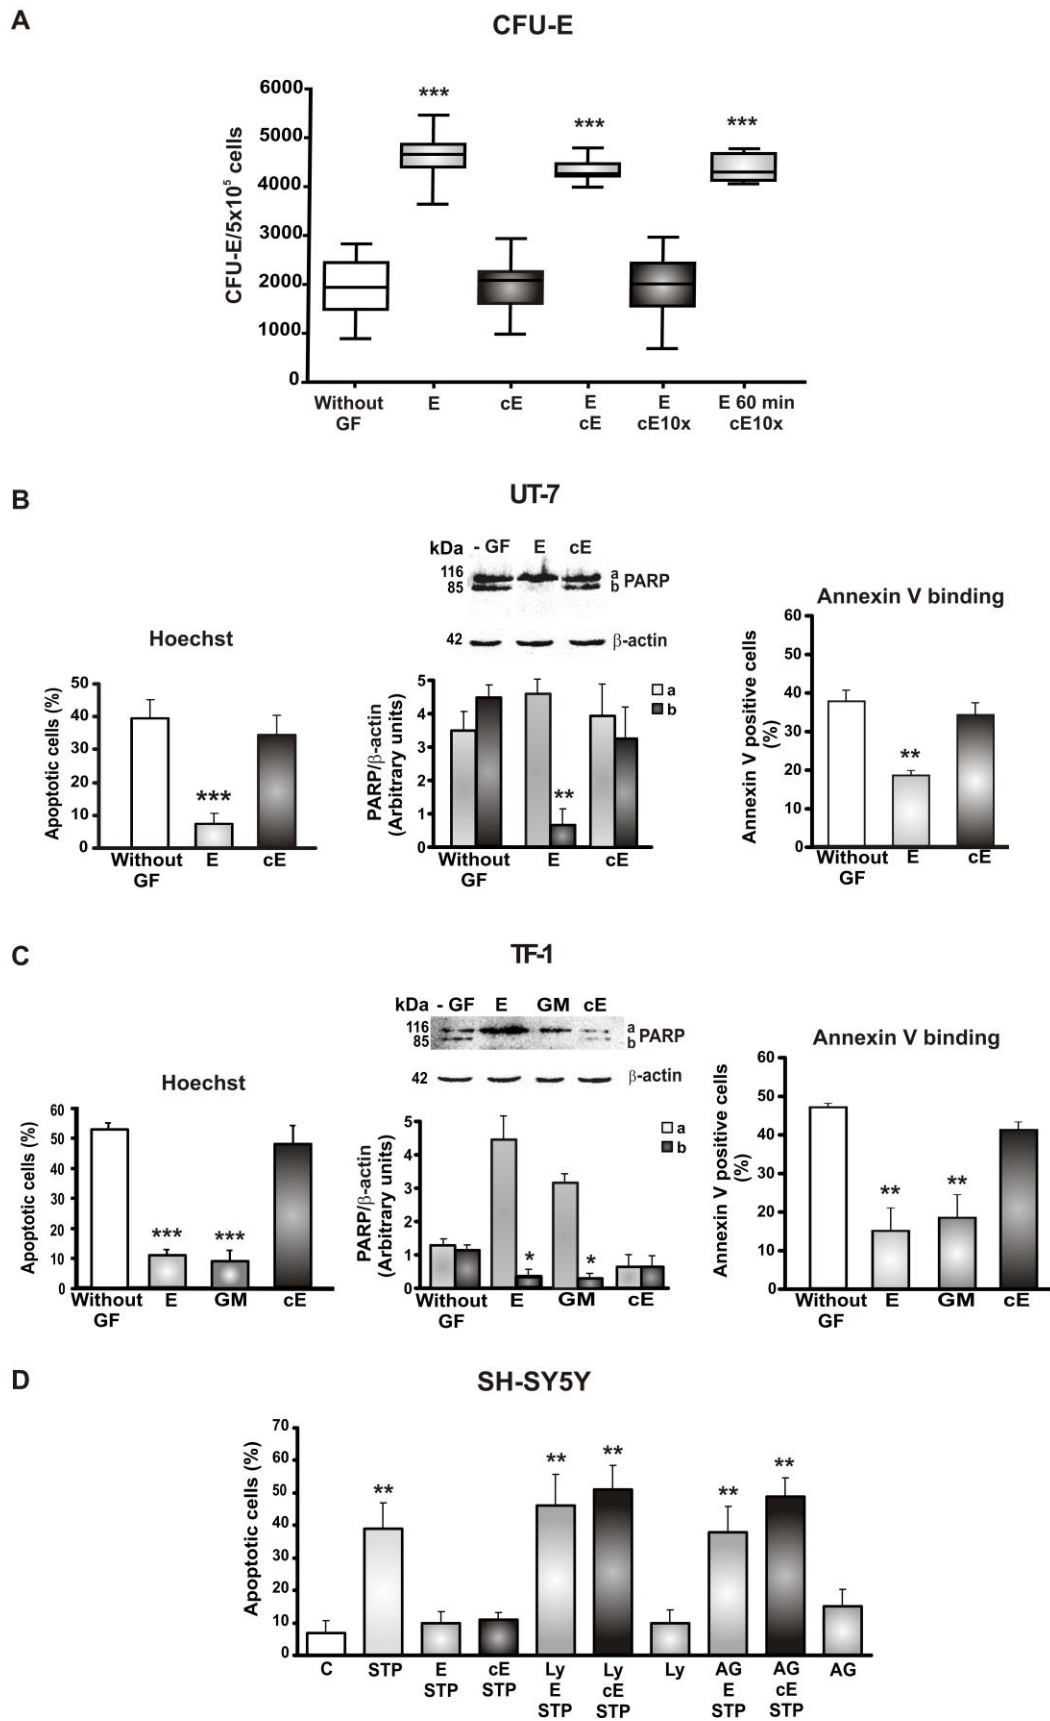 A
CFU-E
CFU-E/5x10⁵ cells
6000
5000
4000
3000
2000
1000
0
***
***
***
Without GF
E
cE
E cE
E cE10x
E 60 min cE10x
B
UT-7
kDa - GF E cE
116 a
85 b PARP
42 β-actin
Hoechst
Apoptotic cells (%)
50
40
30
20
10
0
***
Without GF
E
cE
PARP/β-actin
(Arbitrary units)
5
4
3
2
1
0
a
b
**
Without GF
E
cE
Annexin V binding
Annexin V positive cells
(%)
60
50
40
30
20
10
0
**
Without GF
E
cE
C
TF-1
kDa - GF E GM cE
116 a
85 b PARP
42 β-actin
Hoechst
Apoptotic cells (%)
60
50
40
30
20
10
0
***
***
Without GF
E
GM
cE
PARP/β-actin
(Arbitrary units)
5
4
3
2
1
0
a
b
*
*
Without GF
E
GM
cE
Annexin V binding
Annexin V positive cells
(%)
60
50
40
30
20
10
0
**
**
Without GF
E
GM
cE
D
SH-SY5Y
Apoptotic cells (%)
70
60
50
40
30
20
10
0
**
**
**
**
**
C
STP
E STP
cE STP
Ly E STP
Ly cE STP
Ly
AG E STP
AG cE STP
AG